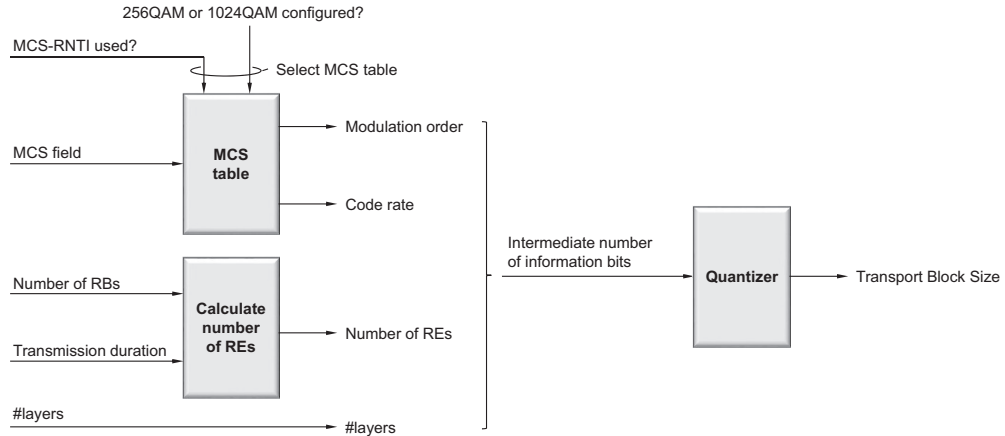 256QAM or 1024QAM configured?
MCS-RNTI used?
Select MCS table
MCS field
MCS
table
Modulation order
Code rate
Number of RBs
Transmission duration
Calculate
number
of REs
Number of REs
#layers
#layers
Intermediate number
of information bits
Quantizer
Transport Block Size